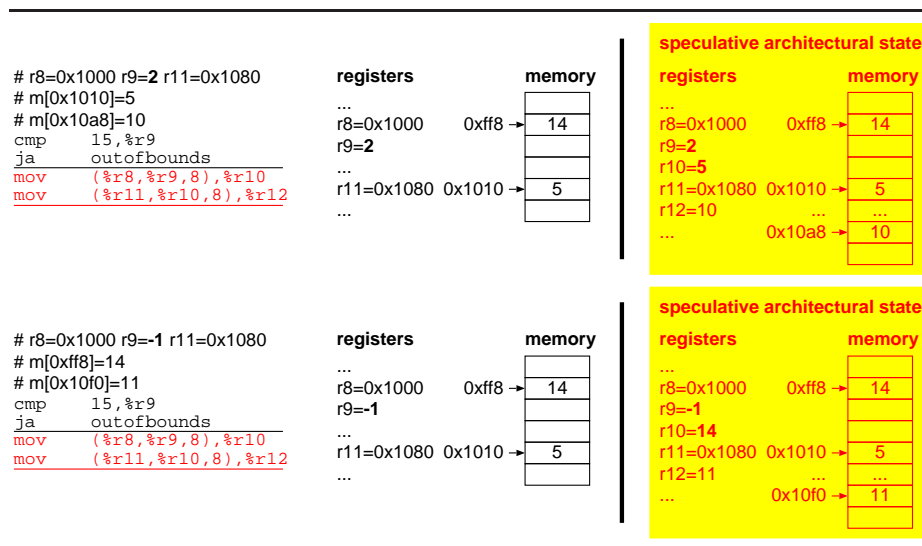 speculative architectural state
# r8=0x1000 r9=2 r11=0x1080
# m[0x1010]=5
# m[0x10a8]=10
cmp 15,%r9
ja outofbounds
mov (%r8,%r9,8),%r10
mov (%r11,%r10,8),%r12
registers memory
...
r8=0x1000 0xff8 14
r9=2
...
r11=0x1080 0x1010 5
...
registers memory
...
r8=0x1000 0xff8 14
r9=2
r10=5
r11=0x1080 0x1010 5
r12=10 ... ...
... 0x10a8 10
speculative architectural state
# r8=0x1000 r9=-1 r11=0x1080
# m[0xff8]=14
# m[0x10f0]=11
cmp 15,%r9
ja outofbounds
mov (%r8,%r9,8),%r10
mov (%r11,%r10,8),%r12
registers memory
...
r8=0x1000 0xff8 14
r9=-1
...
r11=0x1080 0x1010 5
...
registers memory
...
r8=0x1000 0xff8 14
r9=-1
r10=14
r11=0x1080 0x1010 5
r12=11 ... ...
... 0x10f0 11